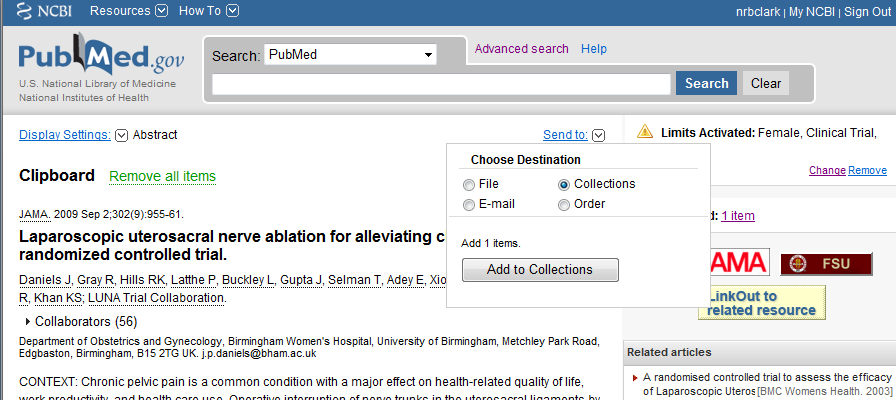 NCBI Resources How To nrbclark | My NCBI | Sign Out
PubMed.gov
U.S. National Library of Medicine
National Institutes of Health
Search: PubMed Advanced search Help
Search Clear
Display Settings: Abstract Send to:
Limits Activated: Female, Clinical Trial,
Change Remove
Choose Destination
File Collections
E-mail Order
Add 1 items.
Add to Collections
Clipboard Remove all items
JAMA. 2009 Sep 2;302(9):955-61.
Laparoscopic uterosacral nerve ablation for alleviating
randomized controlled trial.
Daniels J, Gray R, Hills RK, Latthe P, Buckley L, Gupta J, Selman T, Adey E,
R, Khan KS; LUNA Trial Collaboration.
Collaborators (56)
Department of Obstetrics and Gynecology, Birmingham Women's Hospital, University of Birmingham, Metchley Park Road,
Edgbaston, Birmingham, B15 2TG UK. j.p.daniels@bham.ac.uk
CONTEXT: Chronic pelvic pain is a common condition with a major effect on health-related quality of life,
work productivity, and health care use. Operative interruption of nerve trunks in the uterosacral ligaments by
1 item
AMA FSU
LinkOut to
related resource
Related articles
A randomised controlled trial to assess the efficacy
of Laparoscopic Uteros [BMC Womens Health. 2003]